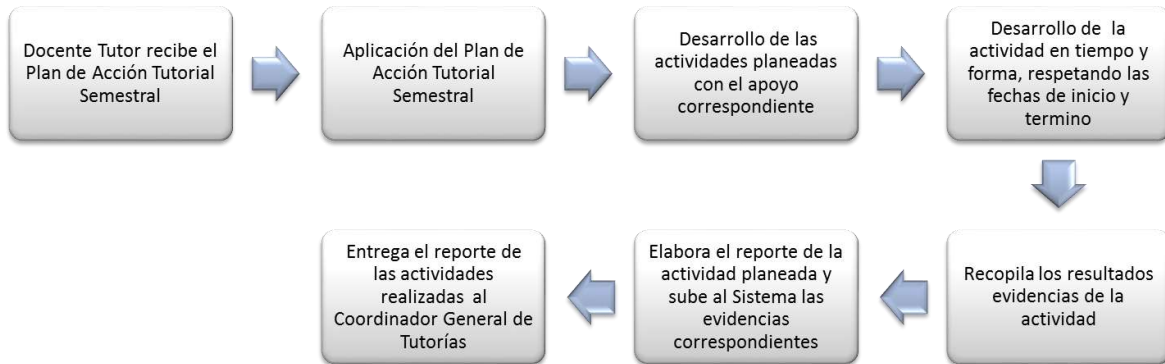 Docente Tutor recibe el
Plan de Acción Tutorial
Semestral
Aplicación del Plan de
Acción Tutorial
Semestral
Desarrollo de las
actividades planeadas
con el apoyo
correspondiente
Desarrollo de  la
actividad en tiempo y
forma, respetando las
fechas de inicio y
termino
Recopila los resultados
evidencias de la
actividad
Elabora el reporte de la
actividad planeada y
sube al Sistema las
evidencias
correspondientes
Entrega el reporte de
las actividades
realizadas  al
Coordinador General de
Tutorías